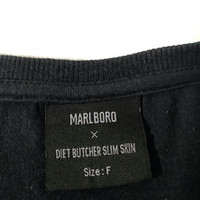 MARLBORO
×
DIET BUTCHER SLIM SKIN
Size: F